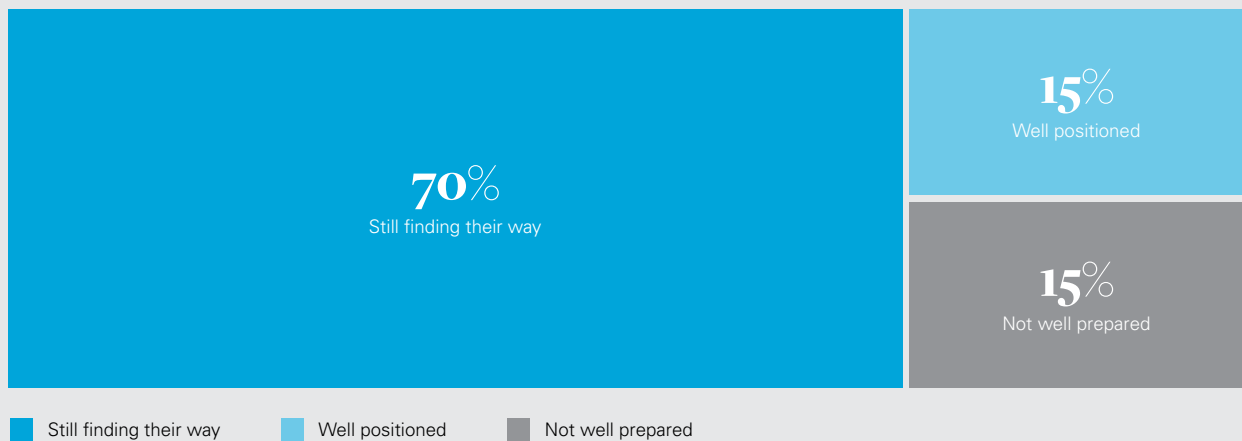 70%
Still finding their way
15%
Well positioned
15%
Not well prepared
Still finding their way Well positioned Not well prepared